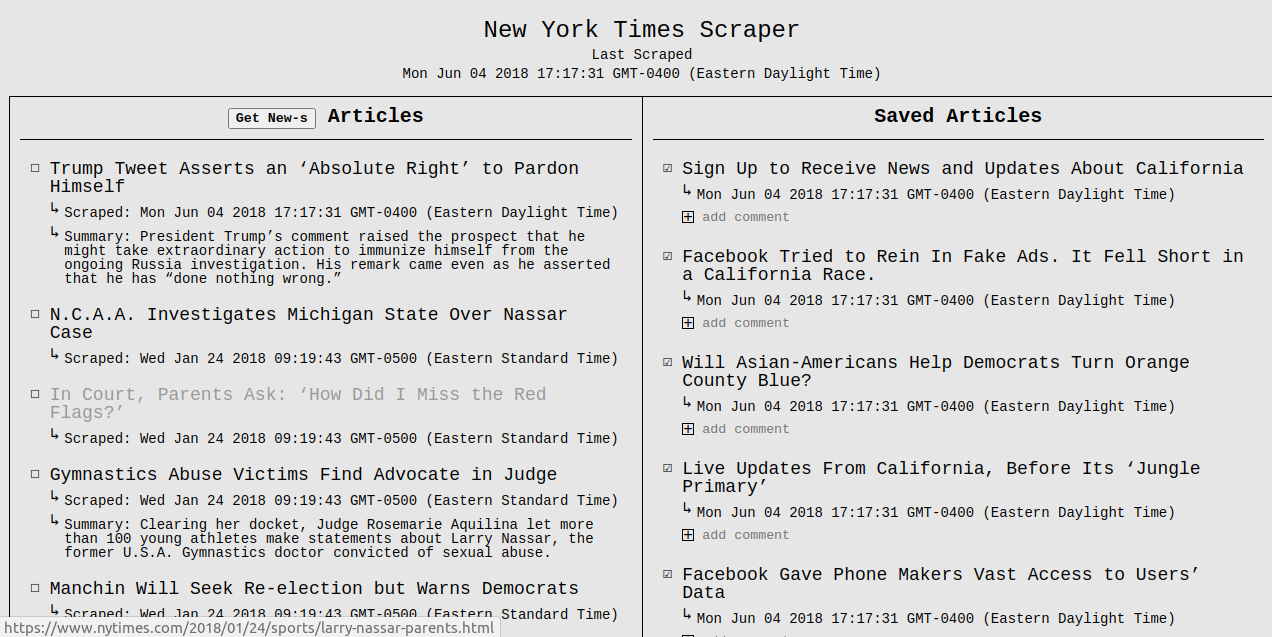 New York Times Scraper
Last Scraped
Mon Jun 04 2018 17:17:31 GMT-0400 (Eastern Daylight Time)
Get New-s Articles
☐ Trump Tweet Asserts an ‘Absolute Right’ to Pardon
Himself
↳ Scraped: Mon Jun 04 2018 17:17:31 GMT-0400 (Eastern Daylight Time)
↳ Summary: President Trump’s comment raised the prospect that he
might take extraordinary action to immunize himself from the
ongoing Russia investigation. His remark came even as he asserted
that he has “done nothing wrong.”
☐ N.C.A.A. Investigates Michigan State Over Nassar
Case
↳ Scraped: Wed Jan 24 2018 09:19:43 GMT-0500 (Eastern Standard Time)
☐ In Court, Parents Ask: ‘How Did I Miss the Red
Flags?’
↳ Scraped: Wed Jan 24 2018 09:19:43 GMT-0500 (Eastern Standard Time)
☐ Gymnastics Abuse Victims Find Advocate in Judge
↳ Scraped: Wed Jan 24 2018 09:19:43 GMT-0500 (Eastern Standard Time)
↳ Summary: Clearing her docket, Judge Rosemarie Aquilina let more
than 100 young athletes make statements about Larry Nassar, the
former U.S.A. Gymnastics doctor convicted of sexual abuse.
☐ Manchin Will Seek Re-election but Warns Democrats
↳ Scraped: Wed Jan 24 2018 09:19:43 GMT-0500 (Eastern Standard Time)
https://www.nytimes.com/2018/01/24/sports/larry-nassar-parents.html
Saved Articles
☑ Sign Up to Receive News and Updates About California
↳ Mon Jun 04 2018 17:17:31 GMT-0400 (Eastern Daylight Time)
⊞ add comment
☑ Facebook Tried to Rein In Fake Ads. It Fell Short in
a California Race.
↳ Mon Jun 04 2018 17:17:31 GMT-0400 (Eastern Daylight Time)
⊞ add comment
☑ Will Asian-Americans Help Democrats Turn Orange
County Blue?
↳ Mon Jun 04 2018 17:17:31 GMT-0400 (Eastern Daylight Time)
⊞ add comment
☑ Live Updates From California, Before Its ‘Jungle
Primary’
↳ Mon Jun 04 2018 17:17:31 GMT-0400 (Eastern Daylight Time)
⊞ add comment
☑ Facebook Gave Phone Makers Vast Access to Users’
Data
↳ Mon Jun 04 2018 17:17:31 GMT-0400 (Eastern Daylight Time)